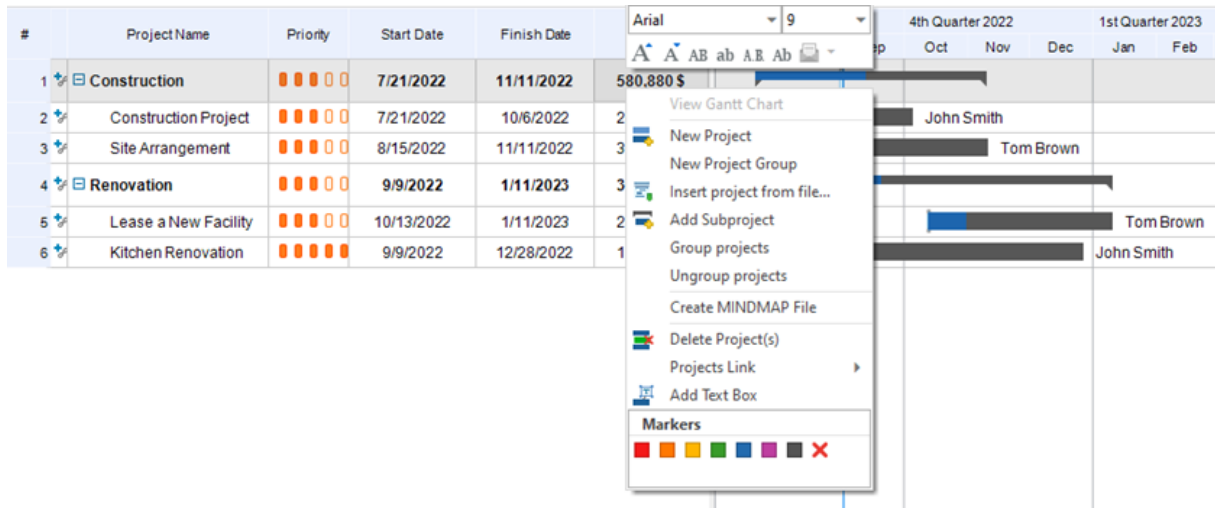 Arial 9
4th Quarter 2022 1st Quarter 2023
# Project Name Priority Start Date Finish Date
Oct Nov Dec Jan Feb
A A AB ab A.B. Ab
1 Construction 7/21/2022 11/11/2022 580,880 $
View Gantt Chart
2 Construction Project 7/21/2022 10/6/2022 2 John Smith
New Project
3 Site Arrangement 8/15/2022 11/11/2022 3 Tom Brown
New Project Group
4 Renovation 9/9/2022 1/11/2023 3
Insert project from file...
5 Lease a New Facility 10/13/2022 1/11/2023 2 Tom Brown
Add Subproject
6 Kitchen Renovation 9/9/2022 12/28/2022 1 John Smith
Group projects
Ungroup projects
Create MINDMAP File
Delete Project(s)
Projects Link
Add Text Box
Markers